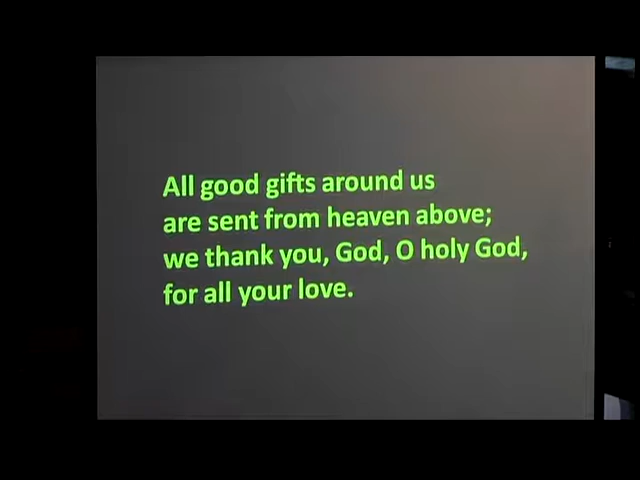 All good gifts around us
are sent from heaven above;
we thank you, God, O holy God,
for all your love.